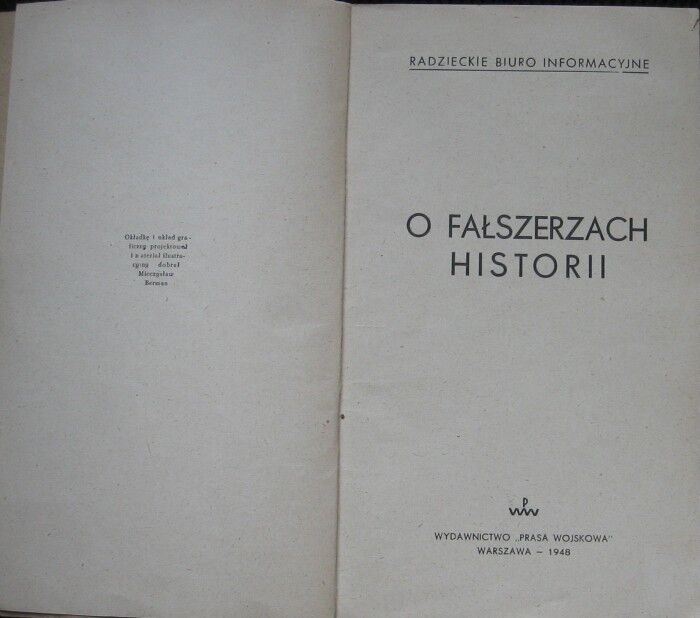 Okładkę i układ gra-
ficzny projektował
i materiał ilustra-
cyjny dobrał
Mieczysław
Berman
RADZIECKIE BIURO INFORMACYJNE
O FAŁSZERZACH
HISTORII
P
WW
WYDAWNICTWO „PRASA WOJSKOWA"
WARSZAWA – 1948